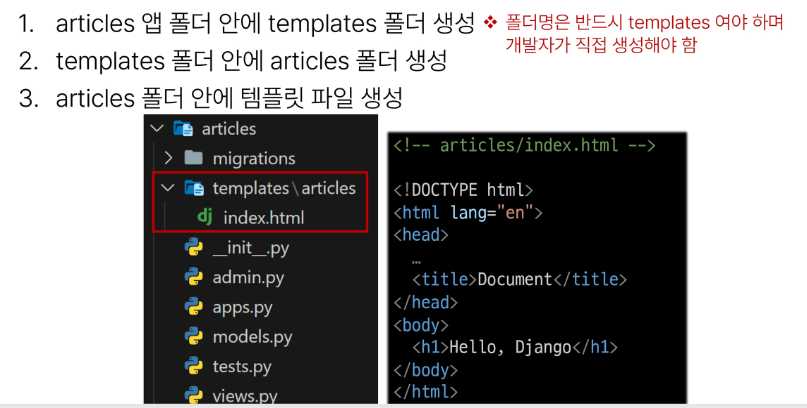 1. articles 앱 폴더 안에 templates 폴더 생성 ❖ 폴더명은 반드시 templates 여야 하며
개발자가 직접 생성해야 함
2. templates 폴더 안에 articles 폴더 생성
3. articles 폴더 안에 템플릿 파일 생성
articles
migrations
templates\articles
dj index.html
__init__.py
admin.py
apps.py
models.py
tests.py
views.py
<!-- articles/index.html -->
<!DOCTYPE html>
<html lang="en">
<head>
…
<title>Document</title>
</head>
<body>
<h1>Hello, Django</h1>
</body>
</html>